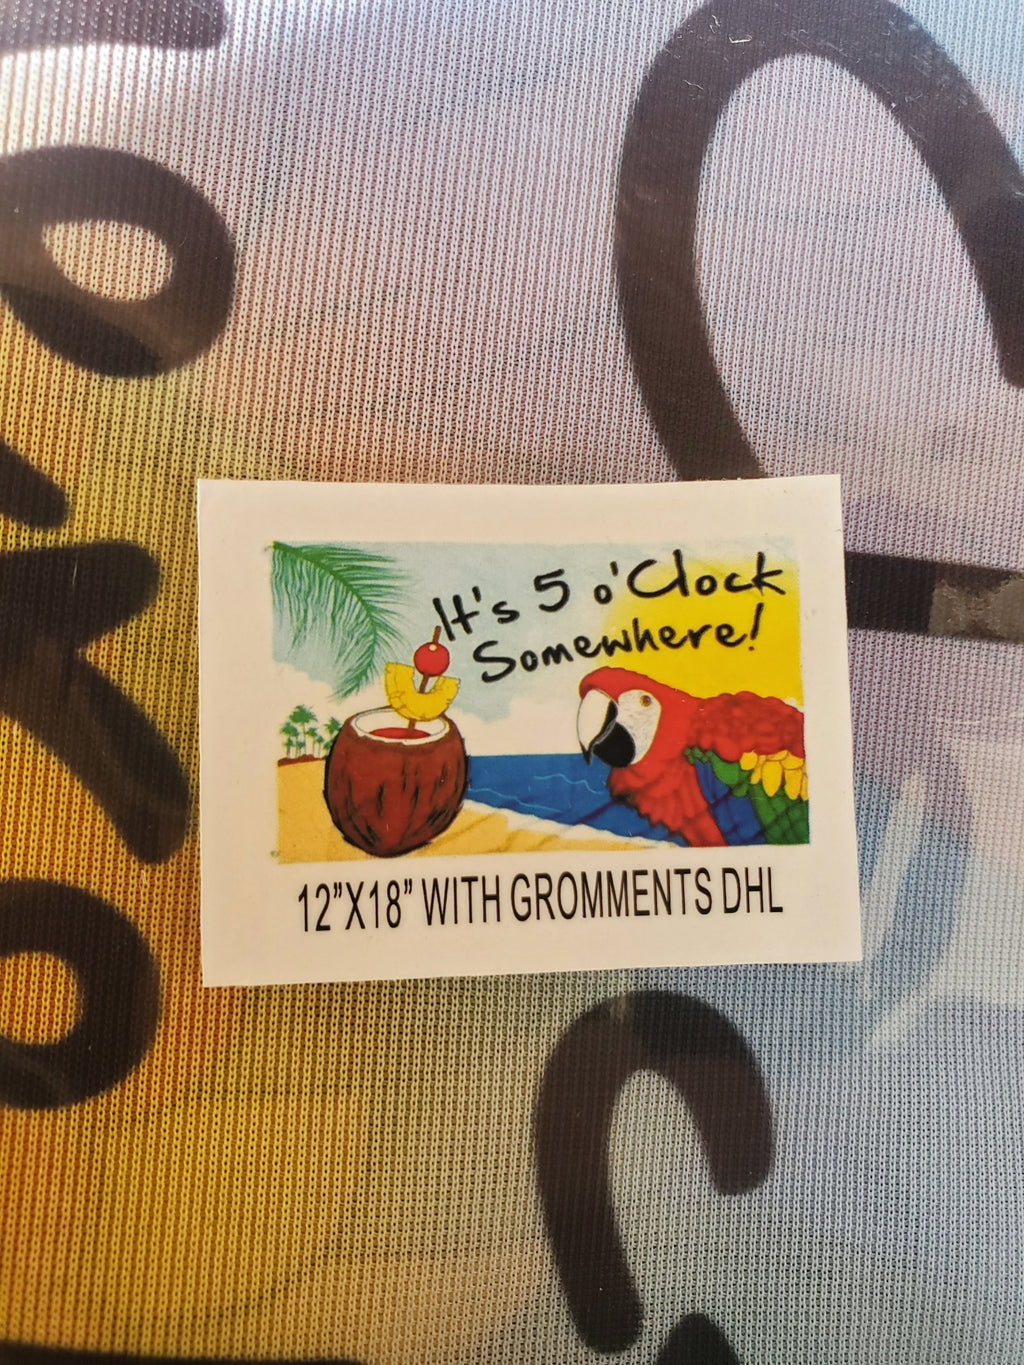 It's 5 o'Clock
Somewhere!
12”X18” WITH GROMMENTS DHL